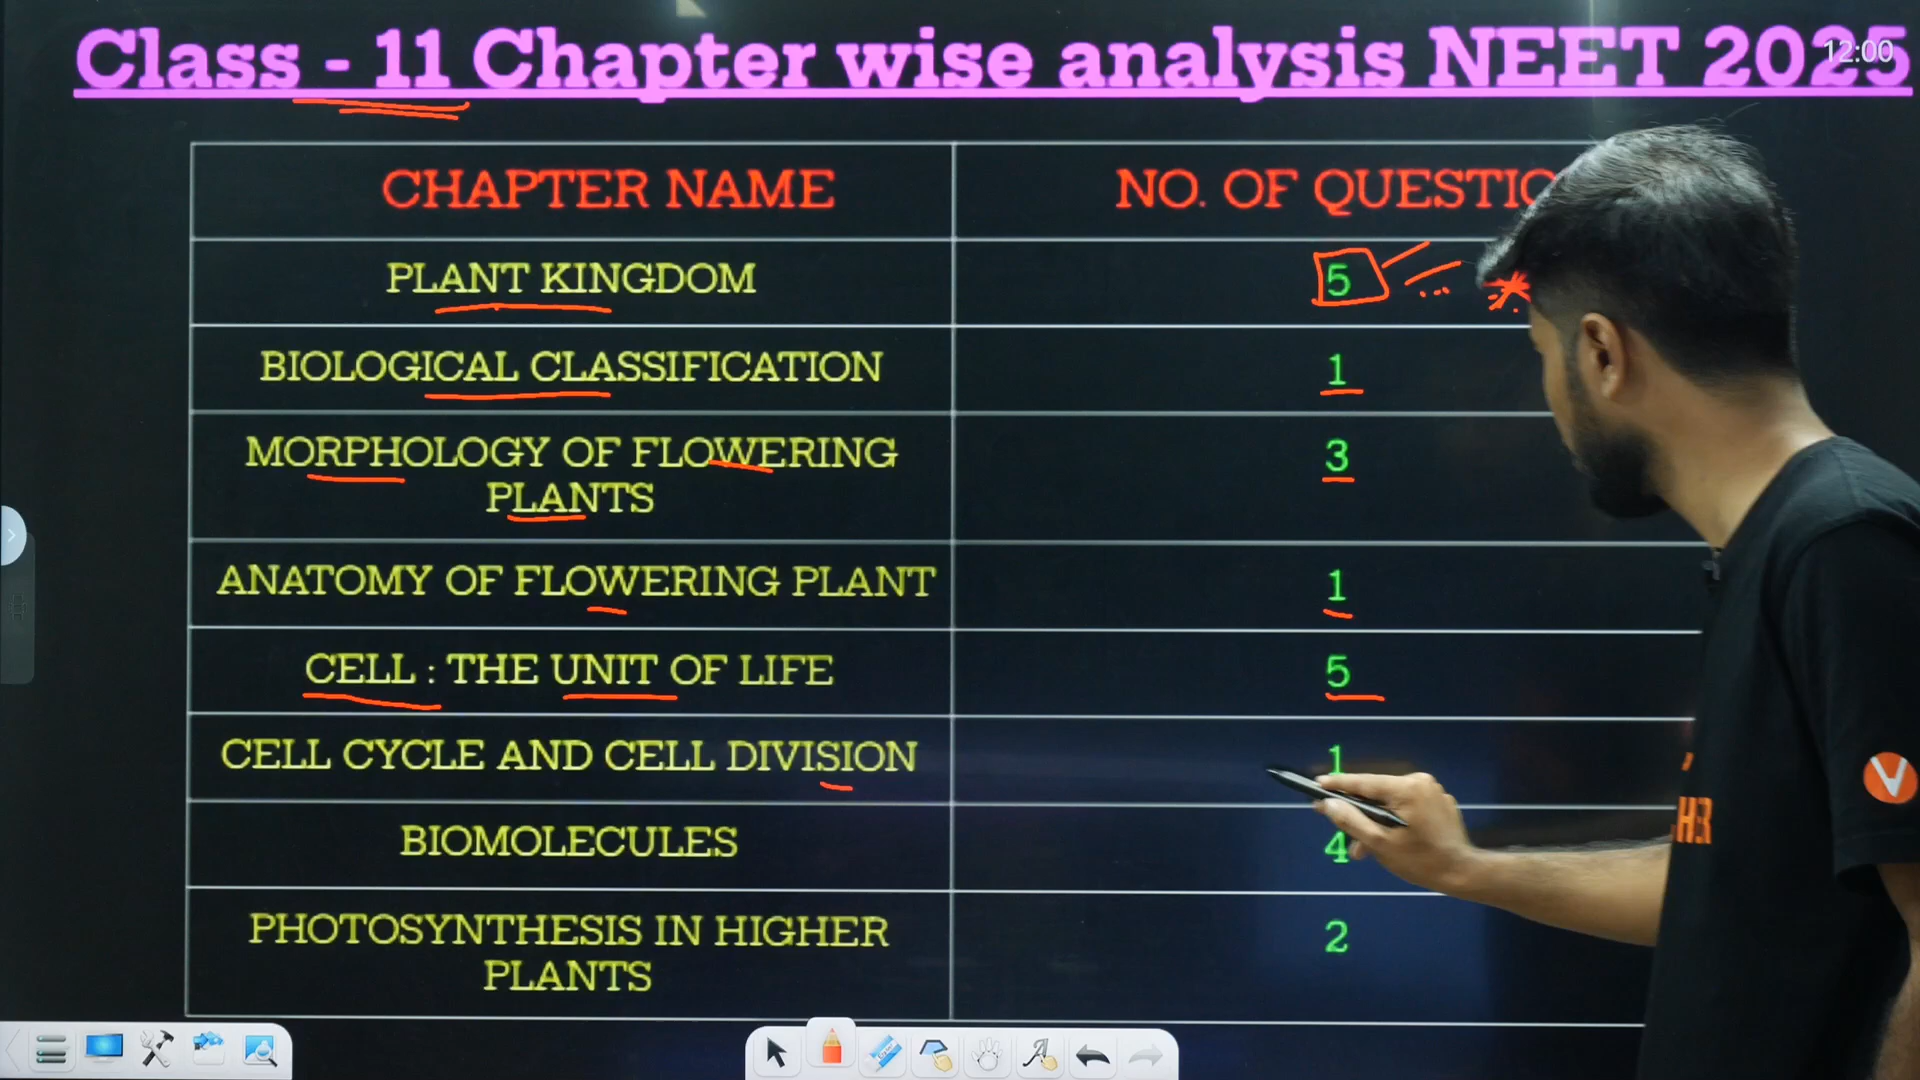 Class - 11 Chapter wise analysis NEET 2025
12:00
CHAPTER NAME
NO. OF
PLANT KINGDOM
5
BIOLOGICAL CLASSIFICATION
1
MORPHOLOGY OF FLOWERING
PLANTS
3
ANATOMY OF FLOWERING PLANT
1
CELL : THE UNIT OF LIFE
5
CELL CYCLE AND CELL DIVISION
1
BIOMOLECULES
4
PHOTOSYNTHESIS IN HIGHER
PLANTS
2